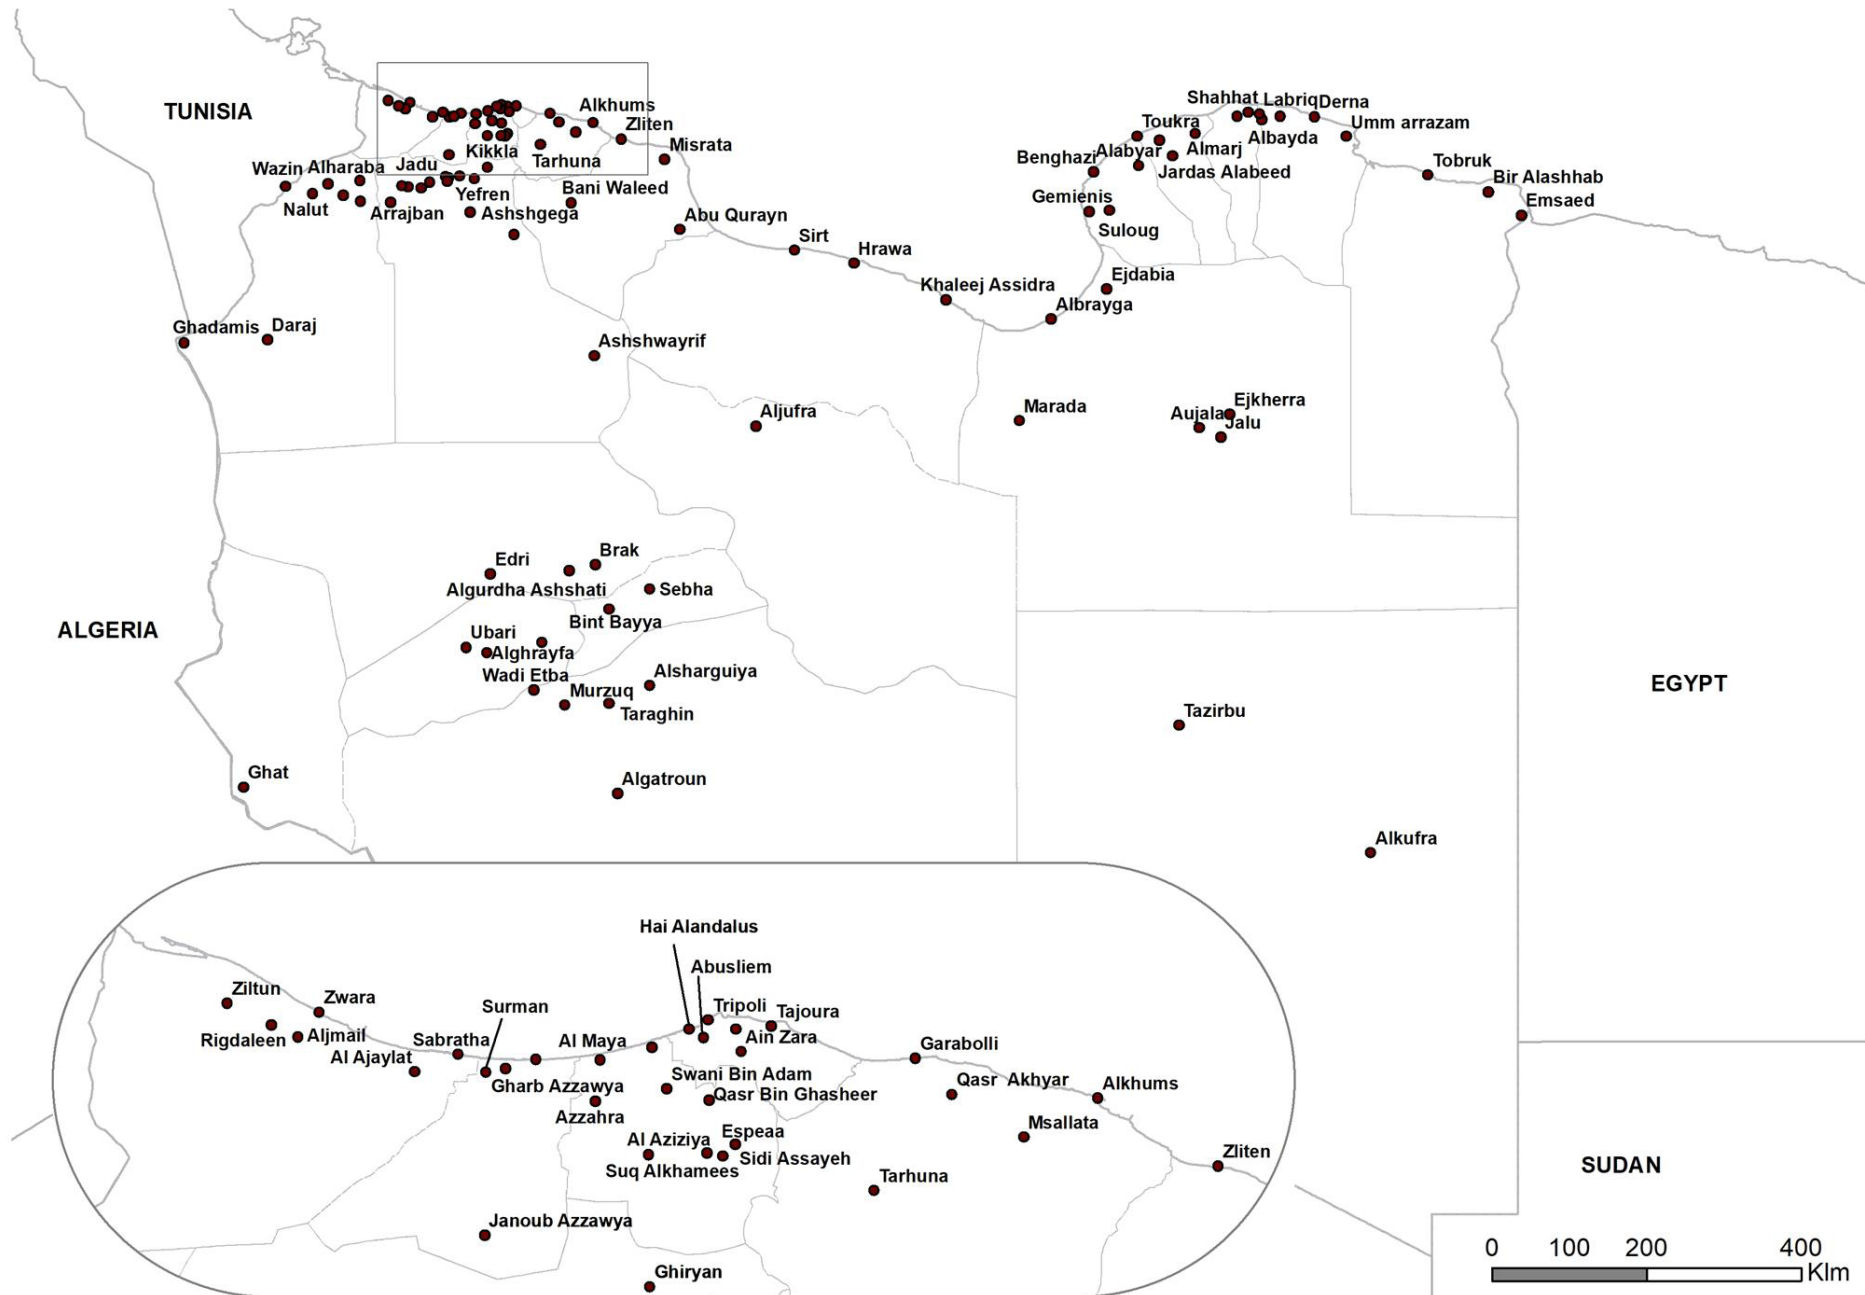 TUNISIA
Alkhums
Zliten
Misrata
Kikkla
Tarhuna
Wazin
Alharaba
Jadu
Yefren
Bani Waleed
Nalut
Arrajban
Ashshgega
Abu Qurayn
Sirt
Hrawa
Khaleej Assidra
Albrayga
Ejdabia
Shahhat
Labriq
Derna
Toukra
Albayda
Umm arrazam
Benghazi
Alabyar
Almarj
Jardas Alabeed
Tobruk
Bir Alashhab
Emsaed
Gemienis
Suloug
Ghadamis
Daraj
Ashshwayrif
Aljufra
Marada
Aujala
Ejkherra
Jalu
Edri
Brak
Algurdha Ashshati
Sebha
Bint Bayya
Ubari
Alghrayfa
Wadi Etba
Murzuq
Alsharguiya
Taraghin
ALGERIA
EGYPT
Tazirbu
Ghat
Algatroun
Alkufra
Hai Alandalus
Abusliem
Ziltun
Zwara
Surman
Tripoli
Tajoura
Rigdaleen
Aljmail
Sabratha
Al Maya
Ain Zara
Al Ajaylat
Garabolli
Gharb Azzawya
Swani Bin Adam
Qasr Akhyar
Alkhums
Azzahra
Qasr Bin Ghasheer
Msallata
Al Aziziya
Espeaa
Suq Alkhamees
Sidi Assayeh
Zliten
Tarhuna
SUDAN
Janoub Azzawya
Ghiryan
0 100 200 400
Klm